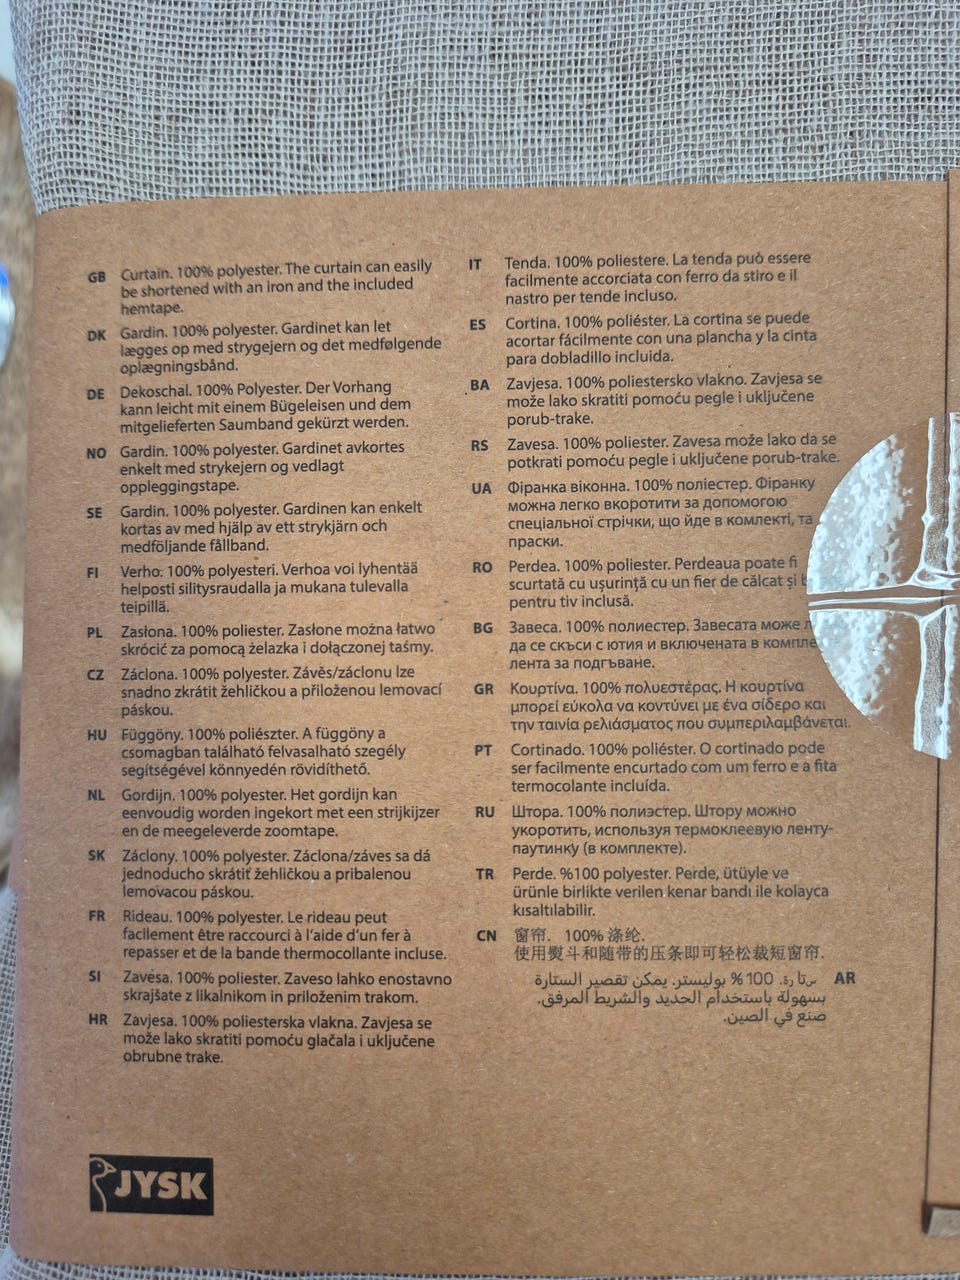 GB Curtain. 100% polyester. The curtain can easily
be shortened with an iron and the included
hemtape.
DK Gardin. 100% polyester. Gardinet kan let
lægges op med strygejern og det medfølgende
oplægningsbånd.
DE Dekoschal. 100% Polyester. Der Vorhang
kann leicht mit einem Bügeleisen und dem
mitgelieferten Saumband gekürzt werden.
NO Gardin. 100% polyester. Gardinet avkortes
enkelt med strykejern og vedlagt
oppleggingstape.
SE Gardin. 100% polyester. Gardinen kan enkelt
kortas av med hjälp av ett strykjärn och
medföljande fållband.
FI Verho. 100% polyesteri. Verhoa voi lyhentää
helposti silitysraudalla ja mukana tulevalla
teipillä.
PL Zasłona. 100% poliester. Zasłone można łatwo
skrócić za pomocą żelazka i dołączonej taśmy.
CZ Záclona. 100% polyester. Závěs/záclonu lze
snadno zkrátit žehličkou a přiloženou lemovací
páskou.
HU Függöny. 100% poliészter. A függöny a
csomagban található felvasalható szegély
segítségével könnyedén rövidíthető.
NL Gordijn. 100% polyester. Het gordijn kan
eenvoudig worden ingekort met een strijkijzer
en de meegeleverde zoomtape.
SK Záclony. 100% polyester. Záclona/záves sa dá
jednoducho skrátiť žehličkou a pribalenou
lemovacou páskou.
FR Rideau. 100% polyester. Le rideau peut
facilement être raccourci à l'aide d'un fer à
repasser et de la bande thermocollante incluse.
SI Zavesa. 100% poliester. Zaveso lahko enostavno
skrajšate z likalnikom in priloženim trakom.
HR Zavjesa. 100% poliesterska vlakna. Zavjesa se
može lako skratiti pomoću glačala i uključene
obrubne trake.
JYSK
IT Tenda. 100% poliestere. La tenda può essere
facilmente accorciata con ferro da stiro e il
nastro per tende incluso.
ES Cortina. 100% poliéster. La cortina se puede
acortar fácilmente con una plancha y la cinta
para dobladillo incluida.
BA Zavjesa. 100% poliestersko vlakno. Zavjesa se
može lako skratiti pomoću pegle i uključene
porub-trake.
RS Zavesa. 100% poliester. Zavesa može lako da se
potkrati pomoću pegle i uključene porub-trake.
UA Фіранка віконна. 100% поліестер. Фіранку
можна легко вкоротити за допомогою
спеціальної стрічки, що йде в комлекті, та
праски.
RO Perdea. 100% poliester. Perdeaua poate fi
scurtată cu ușurință cu un fier de călcat și
pentru tiv inclusă.
BG Завеса. 100% полиестер. Завесата може
да се скъси с ютия и включената в
лента за подгъване.
GR Κουρτίνα. 100% πολυεστέρας. Η κουρτίνα
μπορεί εύκολα να κοντύνει με ένα σίδερο και
την ταινία ρελιάσματος που συμπεριλαμβάνεται.
PT Cortinado. 100% poliéster. O cortinado pode
ser facilmente encurtado com um ferro e a fita
termocolante incluída.
RU Штора. 100% полиэстер. Штору можно
укоротить, используя термоклеевую ленту-
паутинку (в комплекте).
TR Perde. %100 polyester. Perde, ütüyle ve
ürünle birlikte verilen kenar bandi ile kolayca
kısaltılabilir.
CN 窗帘. 100% 涤纶.
使用熨斗和随带的压条即可轻松裁短窗帘.
AR ستارة. 100% بوليستر. يمكن تقصير الستارة
بسهولة باستخدام الحديد والشريط المرفق.
صنع في الصين.